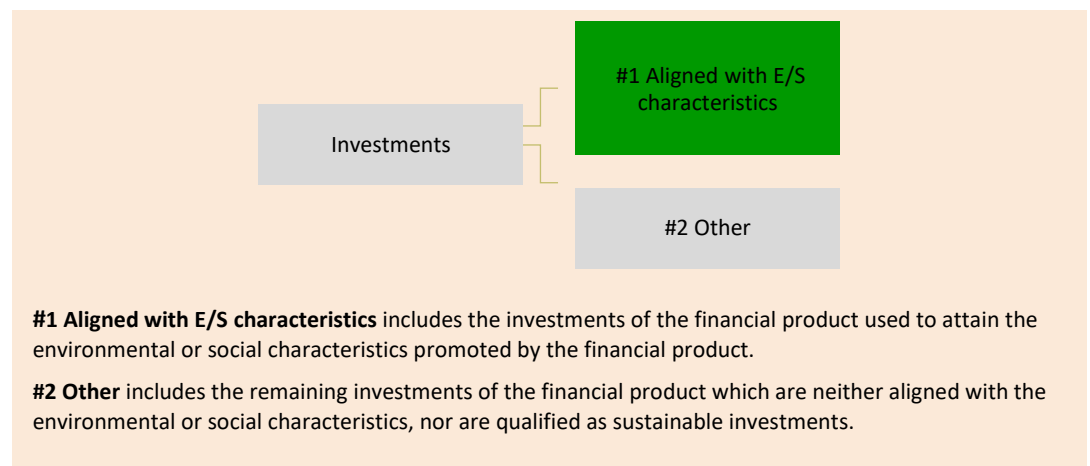 #1 Aligned with E/S
characteristics
Investments
#2 Other
#1 Aligned with E/S characteristics includes the investments of the financial product used to attain the
environmental or social characteristics promoted by the financial product.
#2 Other includes the remaining investments of the financial product which are neither aligned with the
environmental or social characteristics, nor are qualified as sustainable investments.